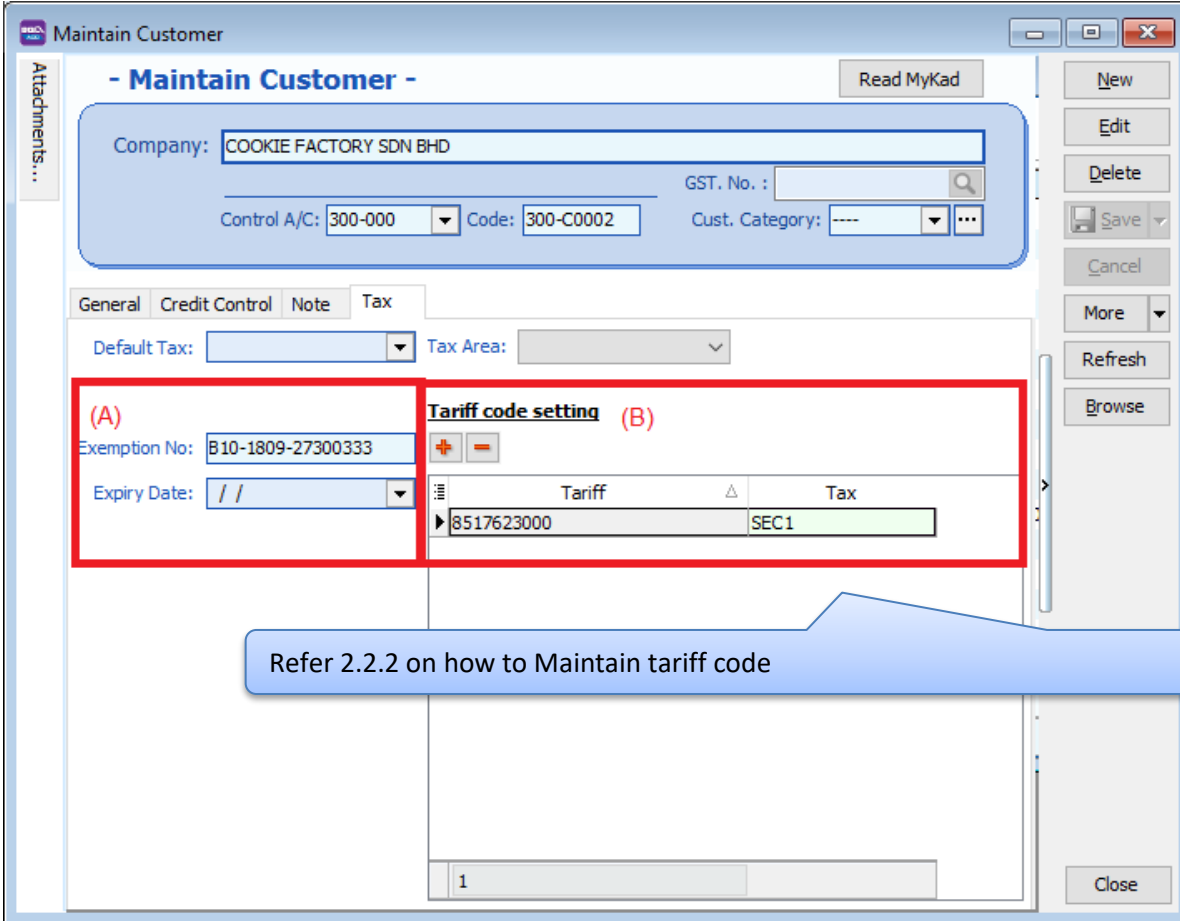 Maintain Customer
Attachments...
- Maintain Customer -
Read MyKad
Company: COOKIE FACTORY SDN BHD
GST. No. :
Control A/C: 300-000 Code: 300-C0002 Cust. Category: ----
General Credit Control Note Tax
Default Tax: Tax Area:
(A)
Exemption No: B10-1809-27300333
Expiry Date: / /
Tariff code setting (B)
Tariff Tax
8517623000 SEC1
Refer 2.2.2 on how to Maintain tariff code
1
New
Edit
Delete
Save
Cancel
More
Refresh
Browse
Close